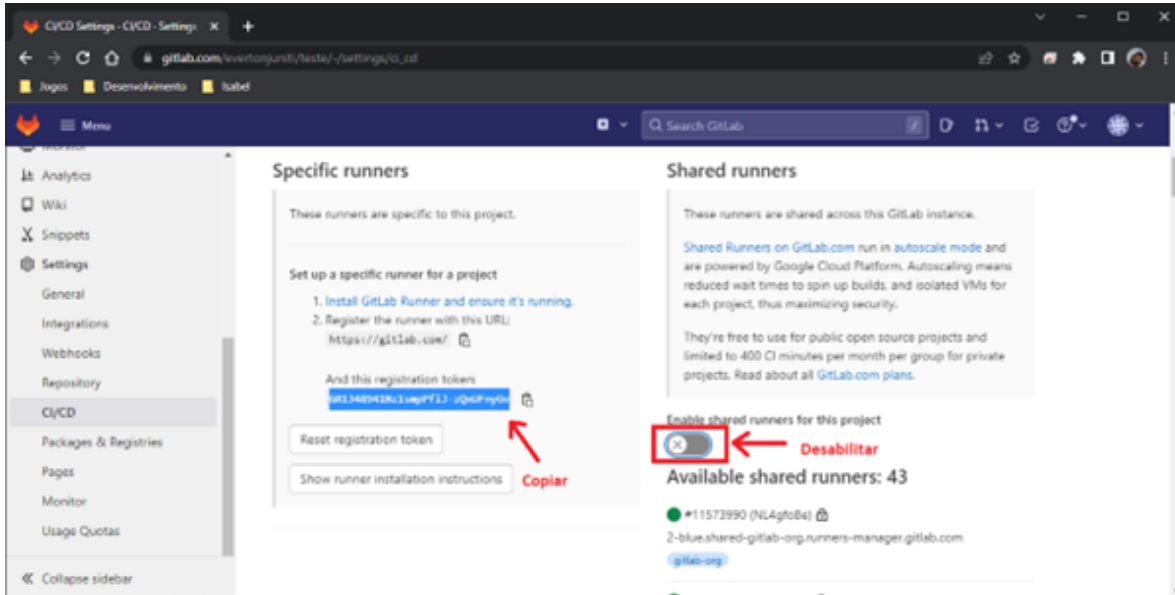 CI/CD Settings - CI/CD - Settings
gitlab.com/evertonjuniti/teste/-/settings/ci_cd
Jogos Desenvolvimento Isabel
Menu
Search GitLab
Monitor
Analytics
Wiki
Snippets
Settings
General
Integrations
Webhooks
Repository
CI/CD
Packages & Registries
Pages
Monitor
Usage Quotas
Collapse sidebar
Specific runners
These runners are specific to this project.
Set up a specific runner for a project
1. Install GitLab Runner and ensure it's running.
2. Register the runner with this URL:
https://gitlab.com/
And this registration token:
Reset registration token
Show runner installation instructions
Copiar
Shared runners
These runners are shared across this GitLab instance.
Shared Runners on GitLab.com run in autoscale mode and
are powered by Google Cloud Platform. Autoscaling means
reduced wait times to spin up builds, and isolated VMs for
each project, thus maximizing security.
They're free to use for public open source projects and
limited to 400 CI minutes per month per group for private
projects. Read about all GitLab.com plans.
Enable shared runners for this project
Desabilitar
Available shared runners: 43
#11573990 (NL4gfoBe)
2-blue.shared-gitlab-org.runners-manager.gitlab.com
gitlab-org